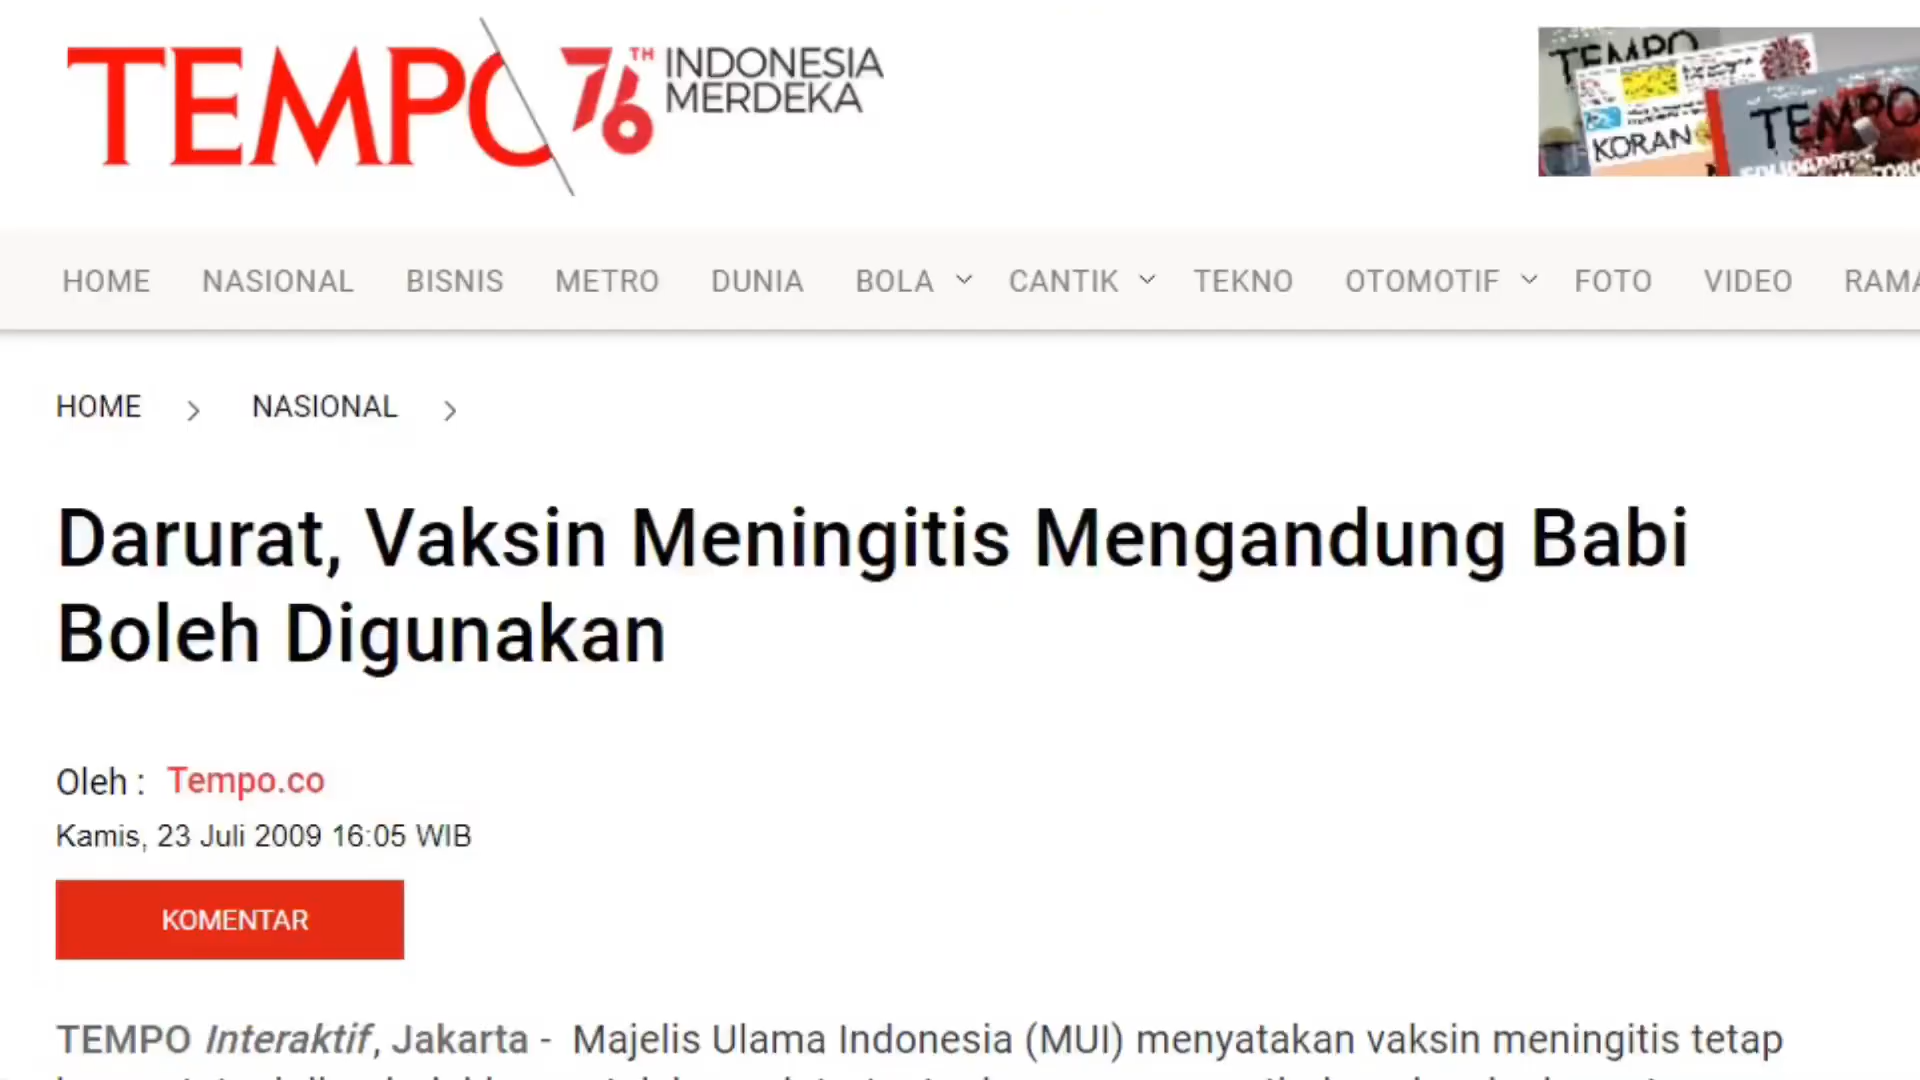 TEMPO 76TH INDONESIA
MERDEKA
TEMPO
KORAN
TEMPO
HOME NASIONAL BISNIS METRO DUNIA BOLA CANTIK TEKNO OTOMOTIF FOTO VIDEO
HOME > NASIONAL >
Darurat, Vaksin Meningitis Mengandung Babi
Boleh Digunakan
Oleh : Tempo.co
Kamis, 23 Juli 2009 16:05 WIB
KOMENTAR
TEMPO Interaktif, Jakarta - Majelis Ulama Indonesia (MUI) menyatakan vaksin meningitis tetap